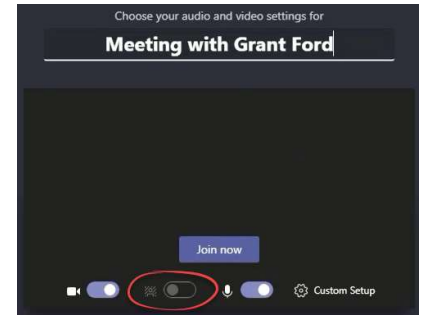 Choose your audio and video settings for
Meeting with Grant Ford
Join now
Custom Setup